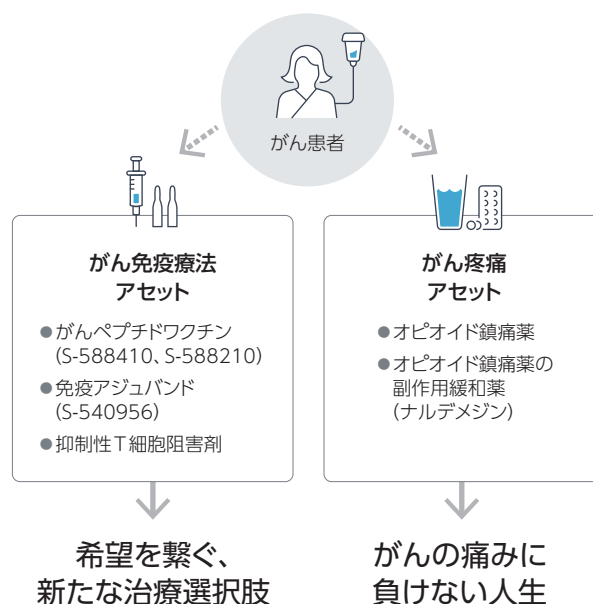 がん患者
がん免疫療法
アセット
●がんペプチドワクチン
(S-588410、S-588210)
●免疫アジュバンド
(S-540956)
●抑制性T細胞阻害剤
希望を繋ぐ、
新たな治療選択肢
がん疼痛
アセット
●オピオイド鎮痛薬
●オピオイド鎮痛薬の
副作用緩和薬
(ナルデメジン)
がんの痛みに
負けない人生